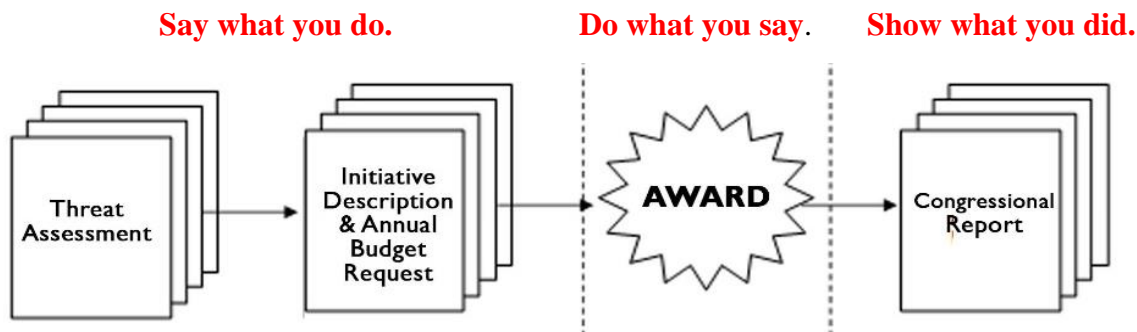 Say what you do.
Do what you say.
Show what you did.
Threat
Assessment
Initiative
Description
& Annual
Budget
Request
AWARD
Congressional
Report